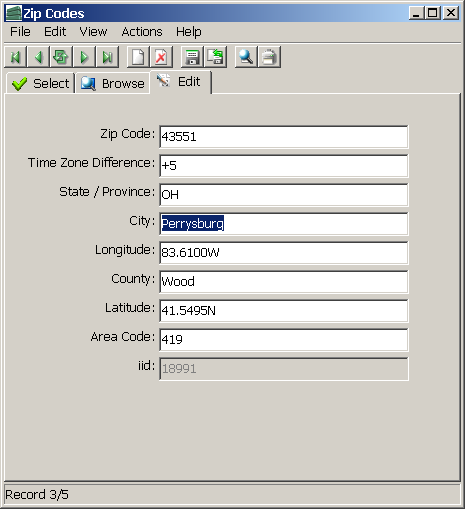 Zip Codes
File Edit View Actions Help
Select Browse Edit
Zip Code: 43551
Time Zone Difference: +5
State / Province: OH
City: Perrysburg
Longitude: 83.6100W
County: Wood
Latitude: 41.5495N
Area Code: 419
iid: 18991
Record 3/5